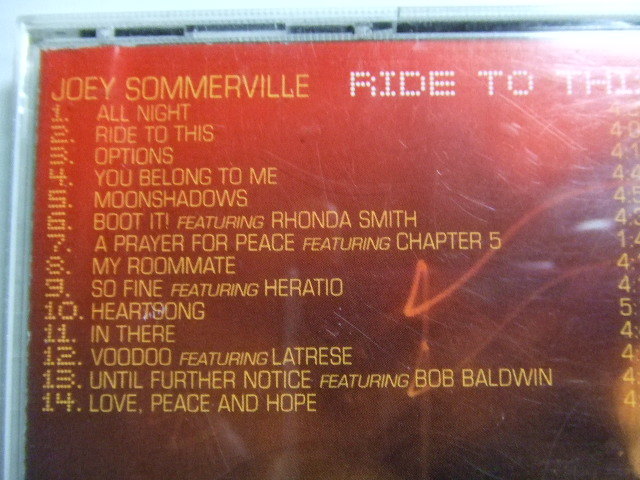 JOEY SOMMERVILLE RIDE TO THIS
1. ALL NIGHT
2. RIDE TO THIS
3. OPTIONS
4. YOU BELONG TO ME
5. MOONSHADOWS
6. BOOT IT! FEATURING RHONDA SMITH
7. A PRAYER FOR PEACE FEATURING CHAPTER 5
8. MY ROOMMATE
9. SO FINE FEATURING HERATIO
10. HEARTSONG 5:
11. IN THERE
12. VOODOO FEATURING LATRESE
13. UNTIL FURTHER NOTICE FEATURING BOB BALDWIN
14. LOVE, PEACE AND HOPE